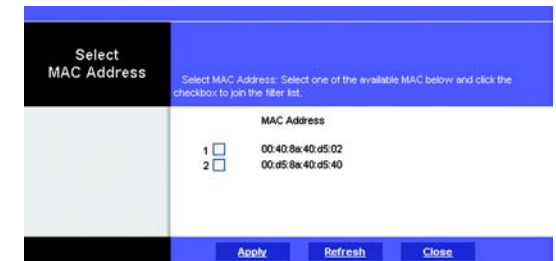 Select
MAC Address
Select MAC Address: Select one of the available MAC below and click the
checkbox to join the filter list.
MAC Address
1 00:40:8a:40:d5:02
2 00:d5:8a:40:d5:40
Apply Refresh Close